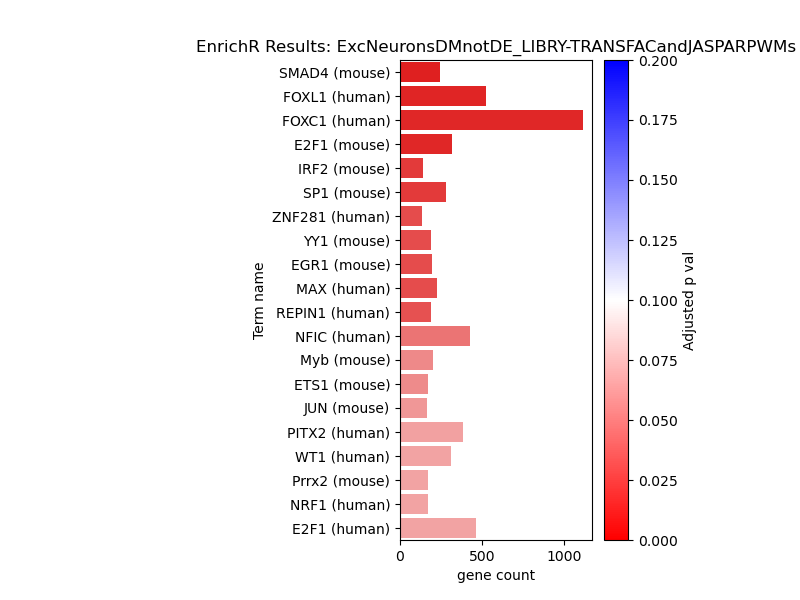 EnrichR Results: ExcNeuronsDMnotDE_LIBRY-TRANSFACandJASPARPWMs
Term name
SMAD4 (mouse)
FOXL1 (human)
FOXC1 (human)
E2F1 (mouse)
IRF2 (mouse)
SP1 (mouse)
ZNF281 (human)
YY1 (mouse)
EGR1 (mouse)
MAX (human)
REPIN1 (human)
NFIC (human)
Myb (mouse)
ETS1 (mouse)
JUN (mouse)
PITX2 (human)
WT1 (human)
Prrx2 (mouse)
NRF1 (human)
E2F1 (human)
0 500 1000
gene count
0.200
0.175
0.150
0.125
0.100
0.075
0.050
0.025
0.000
Adjusted p val